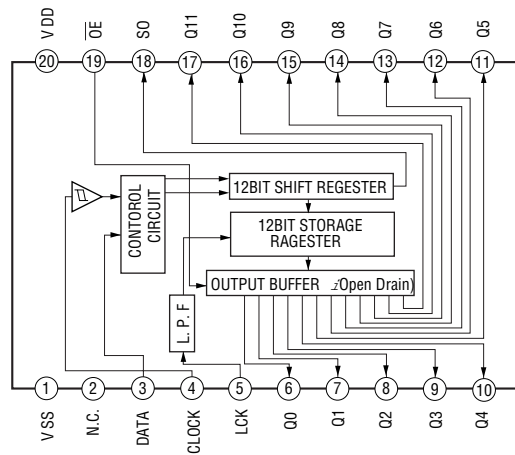 V DD
OE
SO
Q11
Q10
Q9
Q8
Q7
Q6
Q5
20
19
18
17
16
15
14
13
12
11
CONTOROL
CIRCUIT
12BIT SHIFT REGESTER
12BIT STORAGE
RAGESTER
OUTPUT BUFFER (Open Drain)
L. P. F
1
2
3
4
5
6
7
8
9
10
V SS
N.C.
DATA
CLOCK
LCK
Q0
Q1
Q2
Q3
Q4